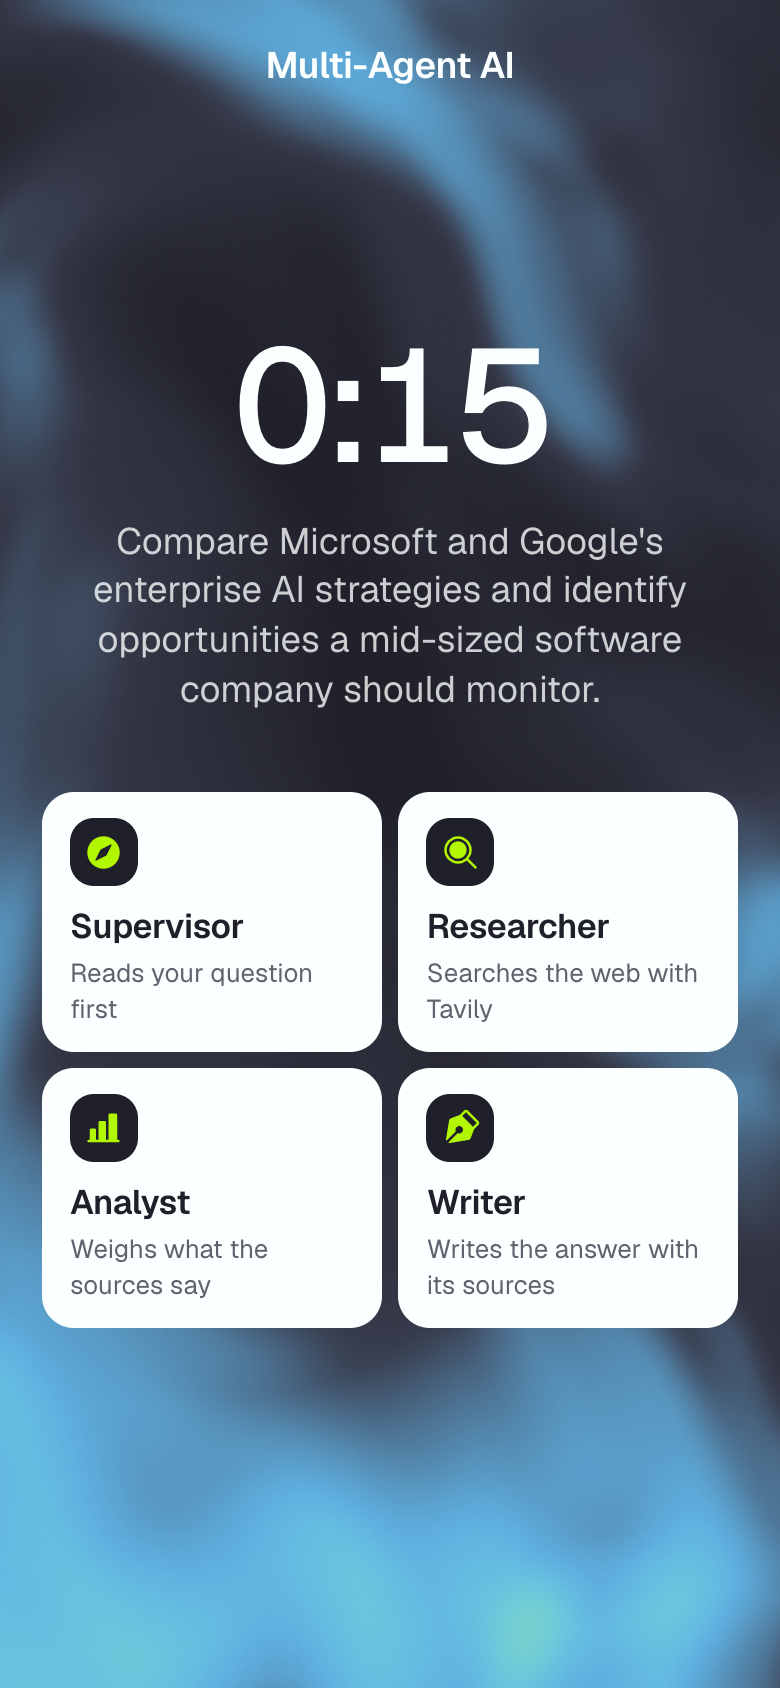 Multi-Agent AI
0:15
Compare Microsoft and Google's
enterprise AI strategies and identify
opportunities a mid-sized software
company should monitor.
Supervisor
Reads your question
first
Researcher
Searches the web with
Tavily
Analyst
Weighs what the
sources say
Writer
Writes the answer with
its sources